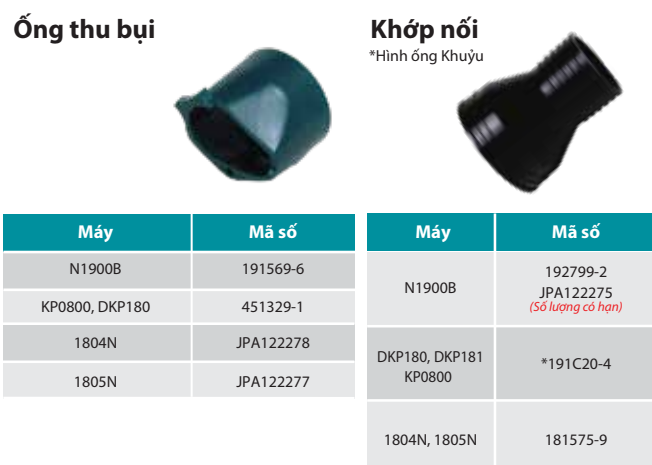 Ống thu bụi
Máy Mã số
N1900B 191569-6
KP0800, DKP180 451329-1
1804N JPA122278
1805N JPA122277
Khớp nối
*Hình ống Khuỷu
Máy Mã số
N1900B 192799-2
JPA122275
(Số lượng có hạn)
DKP180, DKP181
KP0800 *191C20-4
1804N, 1805N 181575-9